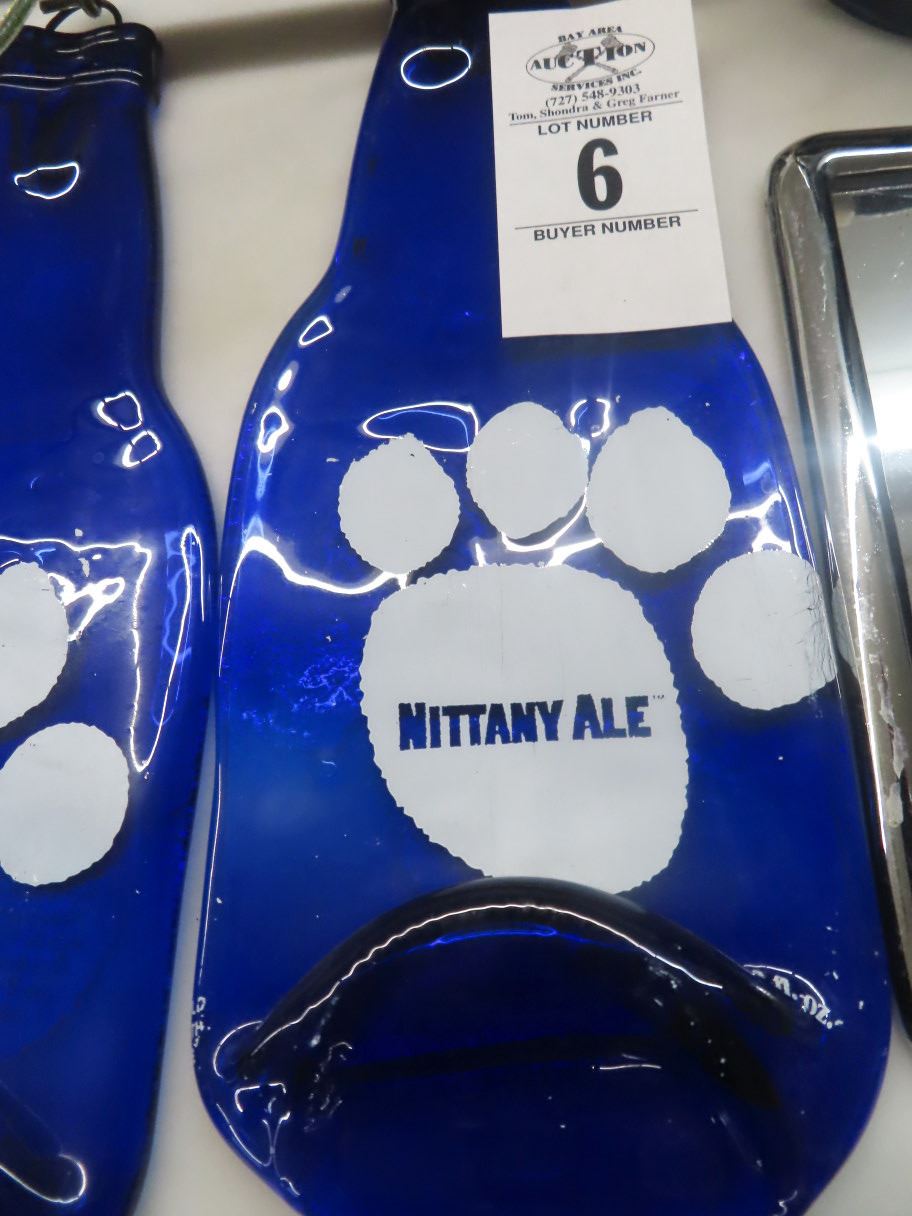 BAY AREA
AUCTION
SERVICES INC.
(727) 548-9303
Tom, Shondra & Greg Farner
LOT NUMBER
6
BUYER NUMBER
NITTANY ALE™
oz.